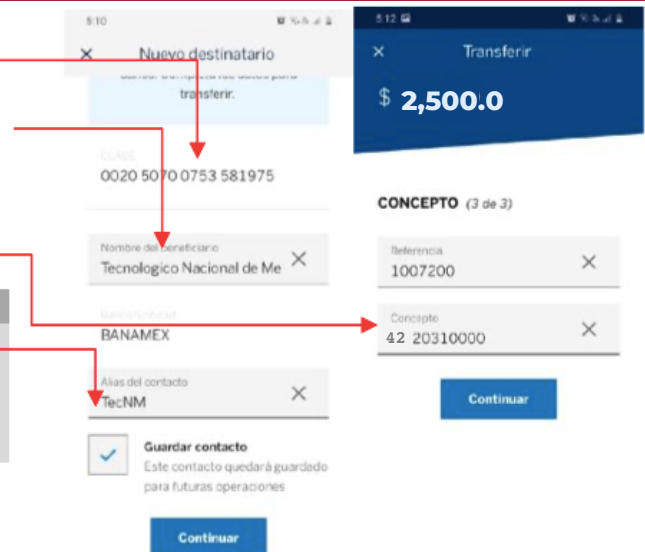 5:10
Nuevo destinatario
transferir.
CLABE
0020 5070 0753 581975
Nombre del beneficiario
Tecnologico Nacional de Me
BANAMEX
Alias del contacto
TecNM
Guardar contacto
Este contacto quedará guardado
para futuras operaciones
Continuar
5:12
Transferir
$ 2,500.0
CONCEPTO (3 de 3)
Referencia
1007200
Concepto
42 20310000
Continuar